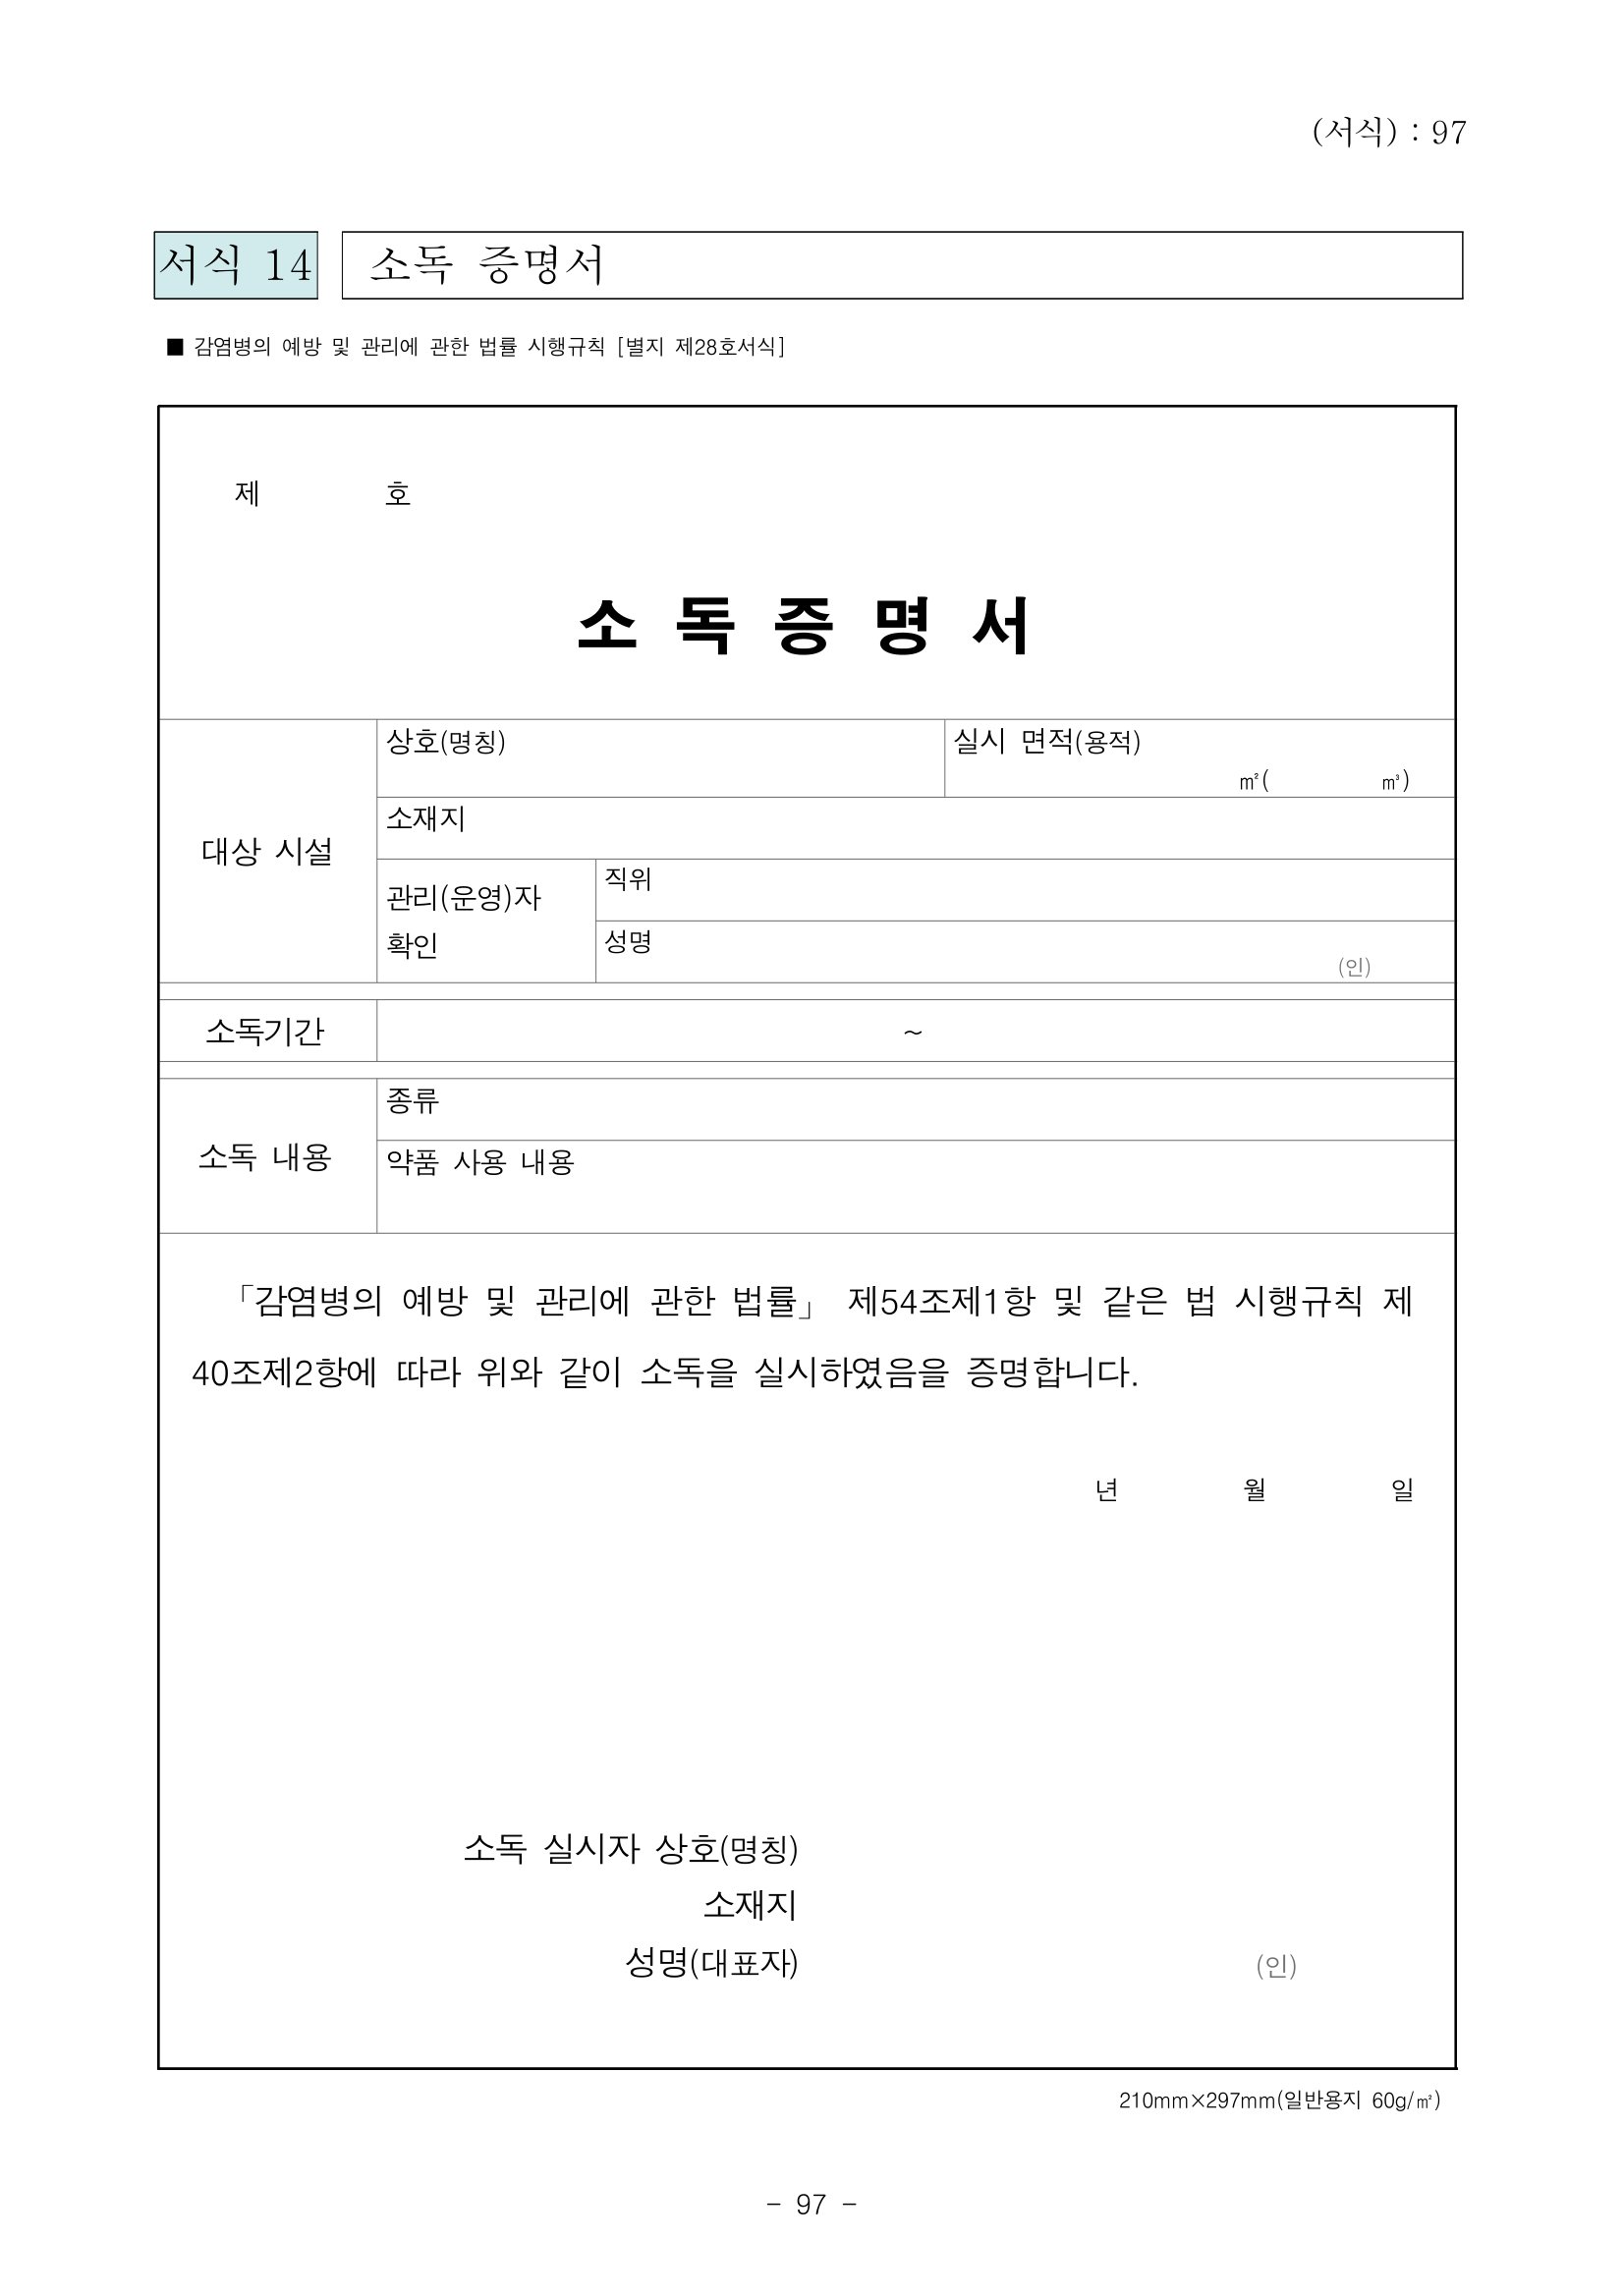 (서식) : 97
서식 14
소독 증명서
■ 감염병의 예방 및 관리에 관한 법률 시행규칙 [별지 제28호서식]
제 호
소 독 증 명 서
대상 시설
상호(명칭)
실시 면적(용적)
㎡( ㎥)
소재지
관리(운영)자
확인
직위
성명
(인)
소독기간
~
소독 내용
종류
약품 사용 내용
「감염병의 예방 및 관리에 관한 법률」 제54조제1항 및 같은 법 시행규칙 제
40조제2항에 따라 위와 같이 소독을 실시하였음을 증명합니다.
년 월 일
소독 실시자 상호(명칭)
소재지
성명(대표자) (인)
210mm×297mm(일반용지 60g/㎡)
- 97 -